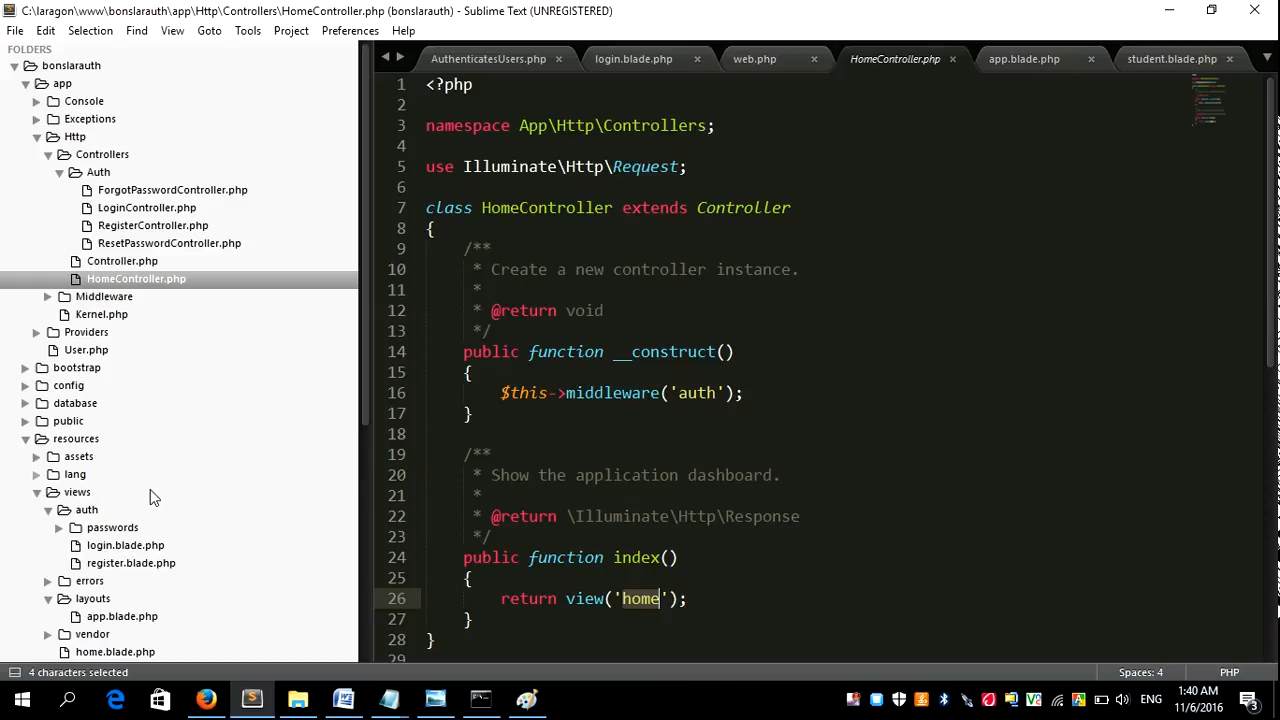 C:\laragon\www\bonslarauth\app\Http\Controllers\HomeController.php (bonslarauth) - Sublime Text (UNREGISTERED)
File Edit Selection Find View Goto Tools Project Preferences Help
FOLDERS
bonslarauth
app
Console
Exceptions
Http
Controllers
Auth
ForgotPasswordController.php
LoginController.php
RegisterController.php
ResetPasswordController.php
Controller.php
HomeController.php
Middleware
Kernel.php
Providers
User.php
bootstrap
config
database
public
resources
assets
lang
views
auth
passwords
login.blade.php
register.blade.php
errors
layouts
app.blade.php
vendor
home.blade.php
AuthenticatesUsers.php × login.blade.php × web.php × HomeController.php × app.blade.php × student.blade.php ×
1 <?php
2
3 namespace App\Http\Controllers;
4
5 use Illuminate\Http\Request;
6
7 class HomeController extends Controller
8 {
9 /**
10 * Create a new controller instance.
11 *
12 * @return void
13 */
14 public function __construct()
15 {
16 $this->middleware('auth');
17 }
18
19 /**
20 * Show the application dashboard.
21 *
22 * @return \Illuminate\Http\Response
23 */
24 public function index()
25 {
26 return view('home');
27 }
28 }
29
4 characters selected Spaces: 4 PHP
ENG 1:40 AM
11/6/2016
3